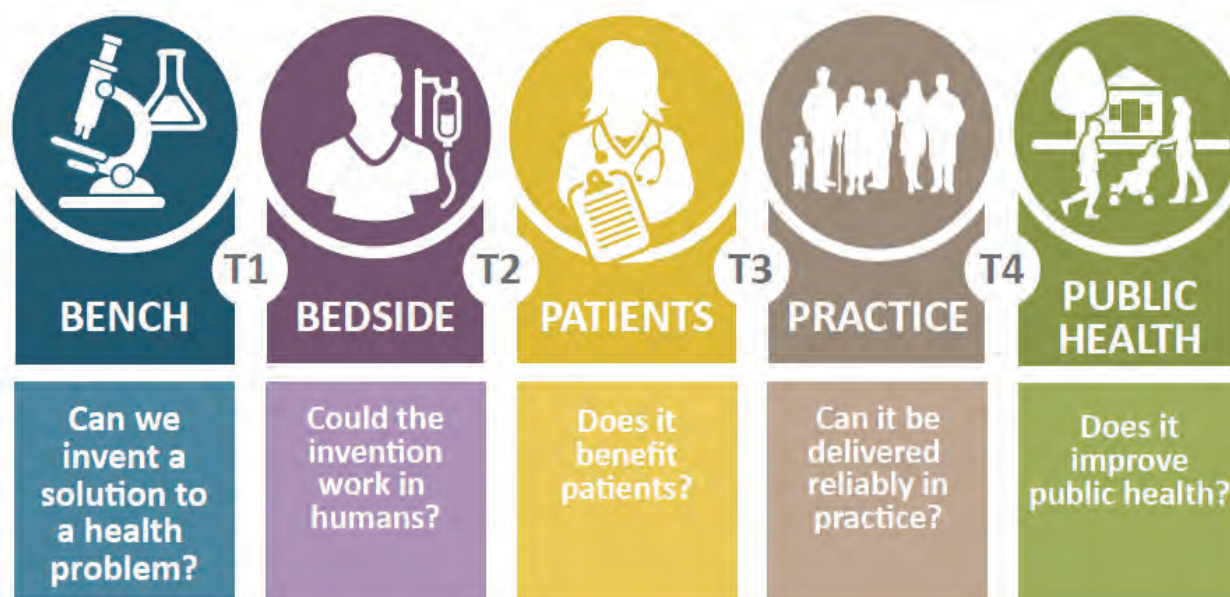 T1
T2
T3
T4
BENCH
BEDSIDE
PATIENTS
PRACTICE
PUBLIC
HEALTH
Can we
invent a
solution to
a health
problem?
Could the
invention
work in
humans?
Does it
benefit
patients?
Can it be
delivered
reliably in
practice?
Does it
improve
public health?